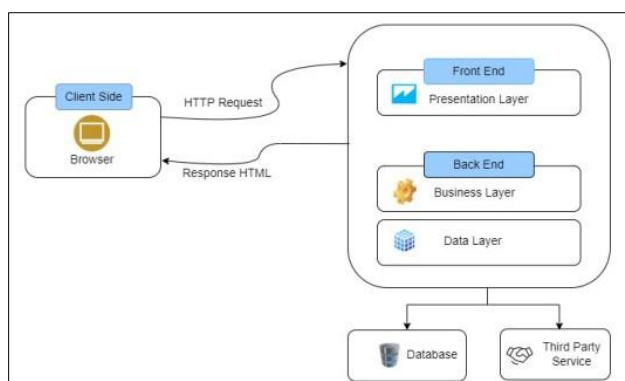 Client Side
Browser
HTTP Request
Response HTML
Front End
Presentation Layer
Back End
Business Layer
Data Layer
Database
Third Party
Service